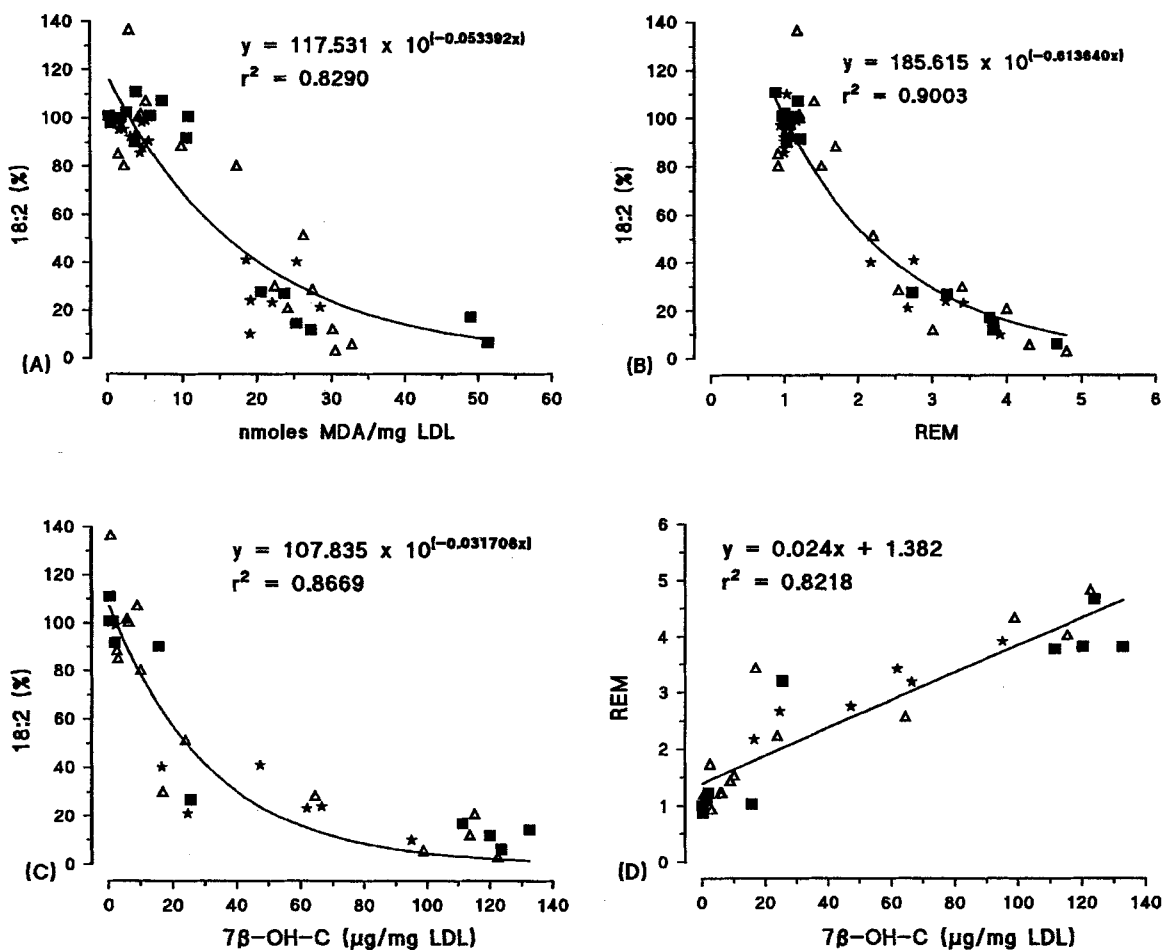 y = 117.531 x 10(-0.053392x)
r2 = 0.8290
140
120
100
80
60
40
20
0
18:2 (%)
(A)
0 10 20 30 40 50 60
nmoles MDA/mg LDL
y = 185.615 x 10(-0.613640x)
r2 = 0.9003
140
120
100
80
60
40
20
0
18:2 (%)
(B)
0 1 2 3 4 5 6
REM
y = 107.835 x 10(-0.031706x)
r2 = 0.8669
140
120
100
80
60
40
20
0
18:2 (%)
(C)
0 20 40 60 80 100 120 140
7β-OH-C (μg/mg LDL)
y = 0.024x + 1.382
r2 = 0.8218
6
5
4
3
2
1
0
REM
(D)
0 20 40 60 80 100 120 140
7β-OH-C (μg/mg LDL)